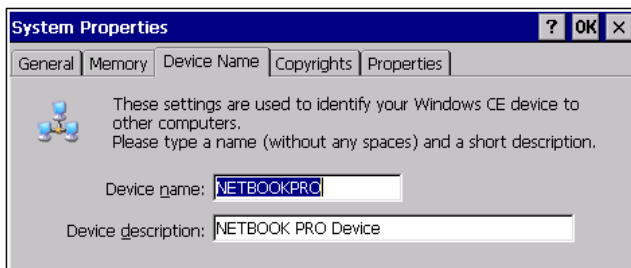 System Properties ? OK ×
General Memory Device Name Copyrights Properties
These settings are used to identify your Windows CE device to
other computers.
Please type a name (without any spaces) and a short description.
Device name: NETBOOKPRO
Device description: NETBOOK PRO Device